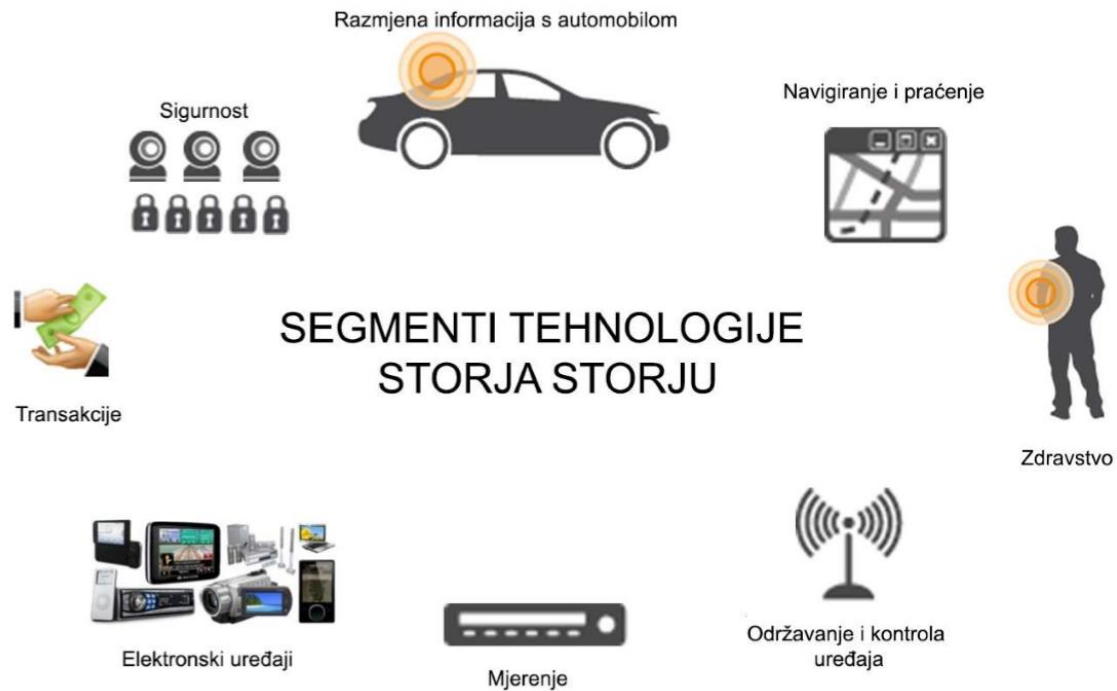 Razmjena informacija s automobilom
Sigurnost
Navigiranje i praćenje
SEGMENTI TEHNOLOGIJE
STORJA STORJU
Transakcije
Zdravstvo
Elektronski uređaji
Mjerenje
Održavanje i kontrola
uređaja